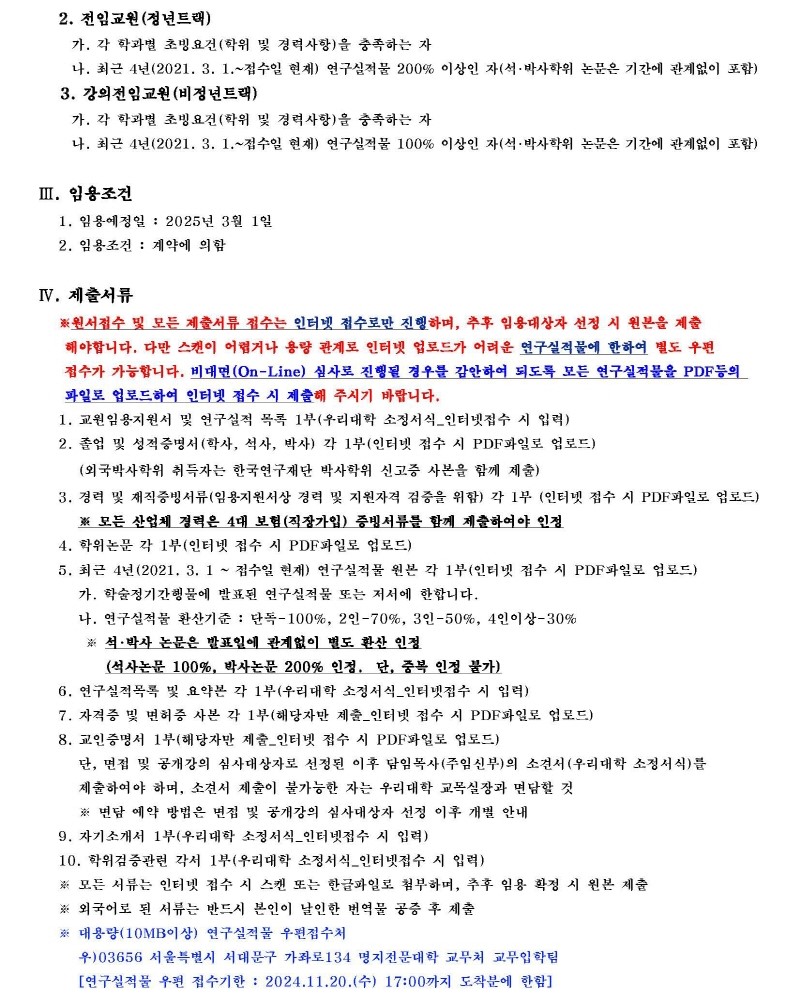 2. 전임교원(정년트랙)
가. 각 학과별 초빙요건(학위 및 경력사항)을 충족하는 자
나. 최근 4년(2021. 3. 1.~접수일 현재) 연구실적물 200% 이상인 자(석·박사학위 논문은 기간에 관계없이 포함)
3. 강의전임교원(비정년트랙)
가. 각 학과별 초빙요건(학위 및 경력사항)을 충족하는 자
나. 최근 4년(2021. 3. 1.~접수일 현재) 연구실적물 100% 이상인 자(석·박사학위 논문은 기간에 관계없이 포함)
Ⅲ. 임용조건
1. 임용예정일 : 2025년 3월 1일
2. 임용조건 : 계약에 의함
Ⅳ. 제출서류
※원서접수 및 모든 제출서류 접수는 인터넷 접수로만 진행하며, 추후 임용대상자 선정 시 원본을 제출
해야합니다. 다만 스캔이 어렵거나 용량 관계로 인터넷 업로드가 어려운 연구실적물에 한하여 별도 우편
접수가 가능합니다. 비대면(On-Line) 심사로 진행될 경우를 감안하여 되도록 모든 연구실적물을 PDF등의
파일로 업로드하여 인터넷 접수 시 제출해 주시기 바랍니다.
1. 교원임용지원서 및 연구실적 목록 1부(우리대학 소정서식_인터넷접수 시 입력)
2. 졸업 및 성적증명서(학사, 석사, 박사) 각 1부(인터넷 접수 시 PDF파일로 업로드)
(외국박사학위 취득자는 한국연구재단 박사학위 신고증 사본을 함께 제출)
3. 경력 및 재직증빙서류(임용지원서상 경력 및 지원자격 검증을 위함) 각 1부 (인터넷 접수 시 PDF파일로 업로드)
※ 모든 산업체 경력은 4대 보험(직장가입) 증빙서류를 함께 제출하여야 인정
4. 학위논문 각 1부(인터넷 접수 시 PDF파일로 업로드)
5. 최근 4년(2021. 3. 1 ~ 접수일 현재) 연구실적물 원본 각 1부(인터넷 접수 시 PDF파일로 업로드)
가. 학술정기간행물에 발표된 연구실적물 또는 저서에 한합니다.
나. 연구실적물 환산기준 : 단독-100%, 2인-70%, 3인-50%, 4인이상-30%
※ 석·박사 논문은 발표일에 관계없이 별도 환산 인정
(석사논문 100%, 박사논문 200% 인정. 단, 중복 인정 불가)
6. 연구실적목록 및 요약본 각 1부(우리대학 소정서식_인터넷접수 시 입력)
7. 자격증 및 면허증 사본 각 1부(해당자만 제출_인터넷 접수 시 PDF파일로 업로드)
8. 교인증명서 1부(해당자만 제출_인터넷 접수 시 PDF파일로 업로드)
단, 면접 및 공개강의 심사대상자로 선정된 이후 담임목사(주임신부)의 소견서(우리대학 소정서식)를
제출하여야 하며, 소견서 제출이 불가능한 자는 우리대학 교목실장과 면담할 것
※ 면담 예약 방법은 면접 및 공개강의 심사대상자 선정 이후 개별 안내
9. 자기소개서 1부(우리대학 소정서식_인터넷접수 시 입력)
10. 학위검증관련 각서 1부(우리대학 소정서식_인터넷접수 시 입력)
※ 모든 서류는 인터넷 접수 시 스캔 또는 한글파일로 첨부하며, 추후 임용 확정 시 원본 제출
※ 외국어로 된 서류는 반드시 본인이 날인한 번역물 공증 후 제출
※ 대용량(10MB이상) 연구실적물 우편접수처
우)03656 서울특별시 서대문구 가좌로134 명지전문대학 교무처 교무입학팀
[연구실적물 우편 접수기한 : 2024.11.20.(수) 17:00까지 도착분에 한함]